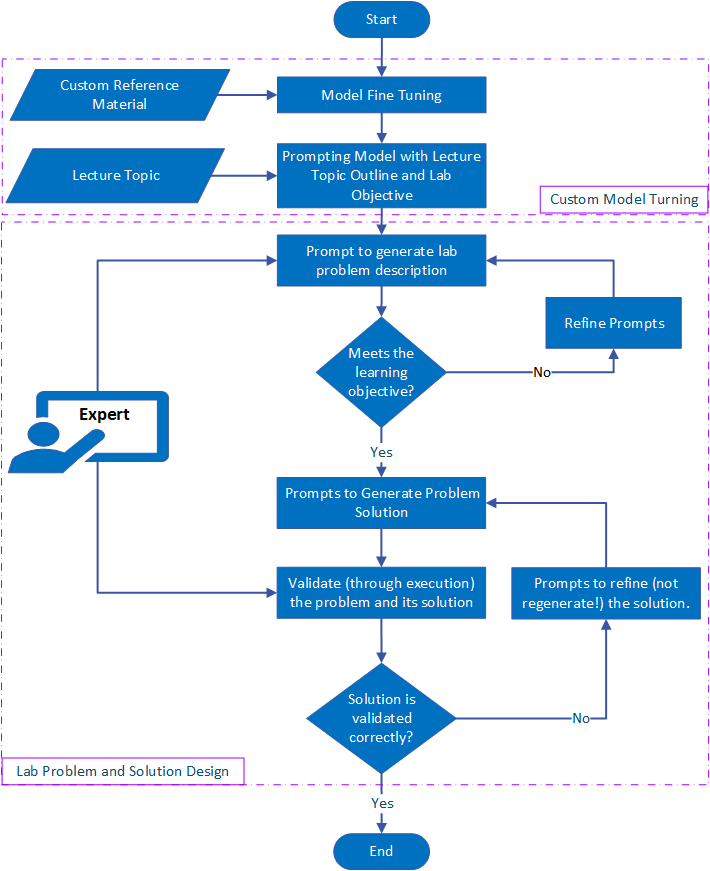 Start
Custom Reference
Material
Model Fine Tuning
Lecture Topic
Prompting Model with Lecture
Topic Outline and Lab
Objective
Custom Model Turning
Prompt to generate lab
problem description
Refine Prompts
Meets the
learning
objective?
No
Expert
Yes
Prompts to Generate Problem
Solution
Validate (through execution)
the problem and its solution
Prompts to refine (not
regenerate!) the solution.
Solution is
validated
correctly?
No
Lab Problem and Solution Design
Yes
End